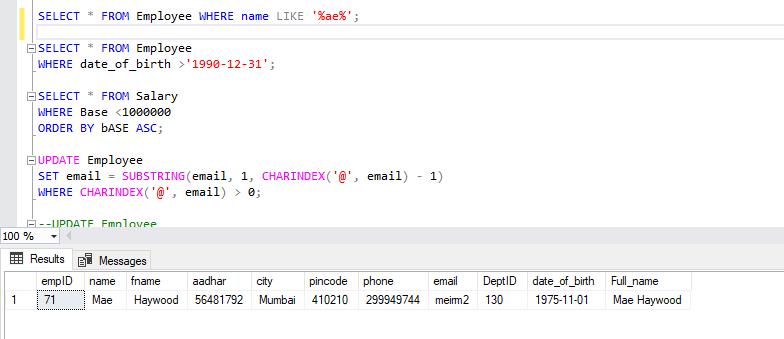 SELECT * FROM Employee WHERE name LIKE '%ae%';
SELECT * FROM Employee
WHERE date_of_birth >'1990-12-31';
SELECT * FROM Salary
WHERE Base <1000000
ORDER BY bASE ASC;
UPDATE Employee
SET email = SUBSTRING(email, 1, CHARINDEX('@', email) - 1)
WHERE CHARINDEX('@', email) > 0;
--UPDATE Employee
100 %
Results Messages
empID name fname aadhar city pincode phone email DeptID date_of_birth Full_name
1 71 Mae Haywood 56481792 Mumbai 410210 299949744 meirm2 130 1975-11-01 Mae Haywood